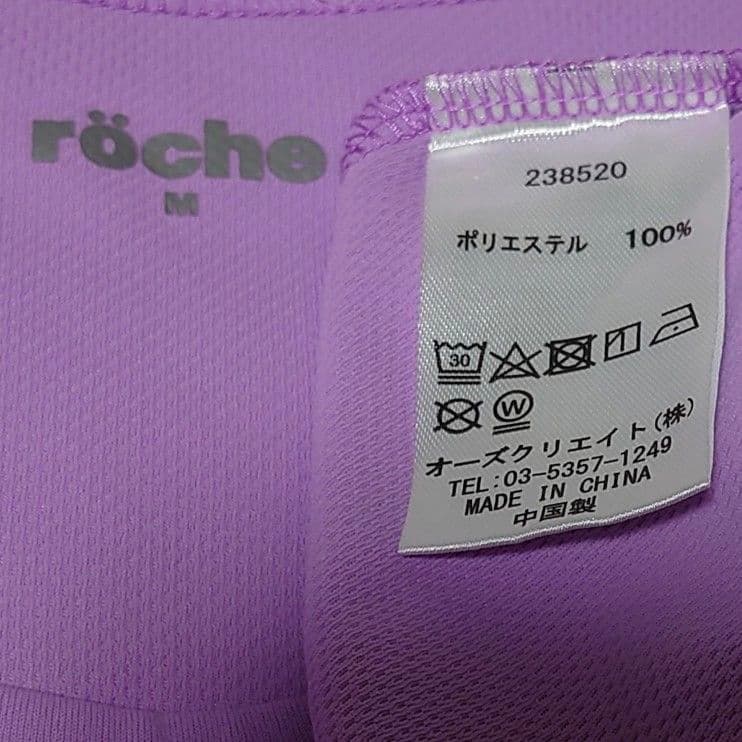 röche
M
238520
ポリエステル 100%
30
W
オーズクリエイト(株)
TEL:03-5357-1249
MADE IN CHINA
中国製